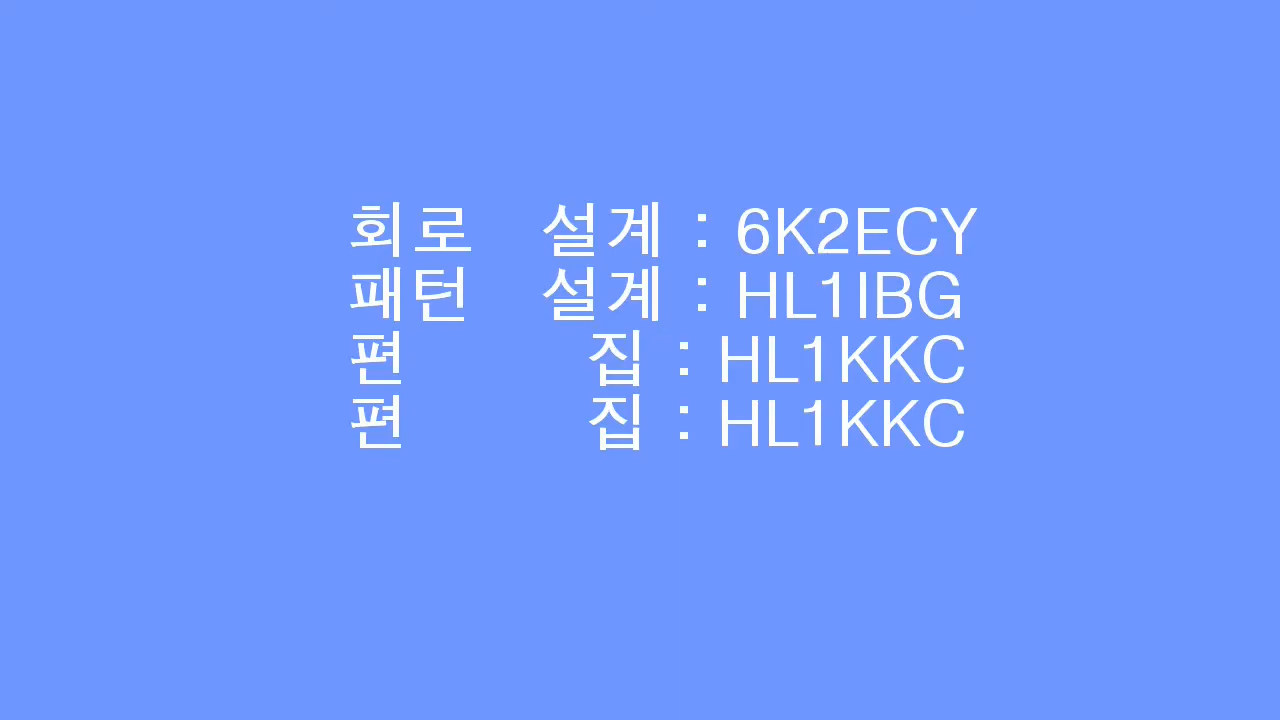 회로 설계 : 6K2ECY
패턴 설계 : HL1IBG
편 집 : HL1KKC
편 집 : HL1KKC